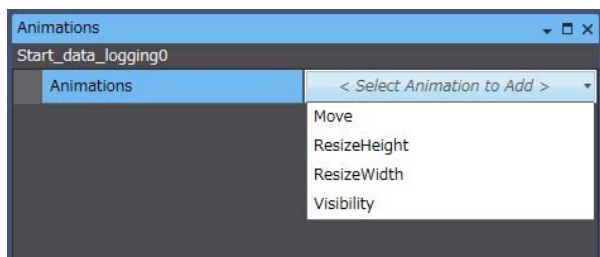 Animations
Start_data_logging0
Animations < Select Animation to Add >
Move
ResizeHeight
ResizeWidth
Visibility